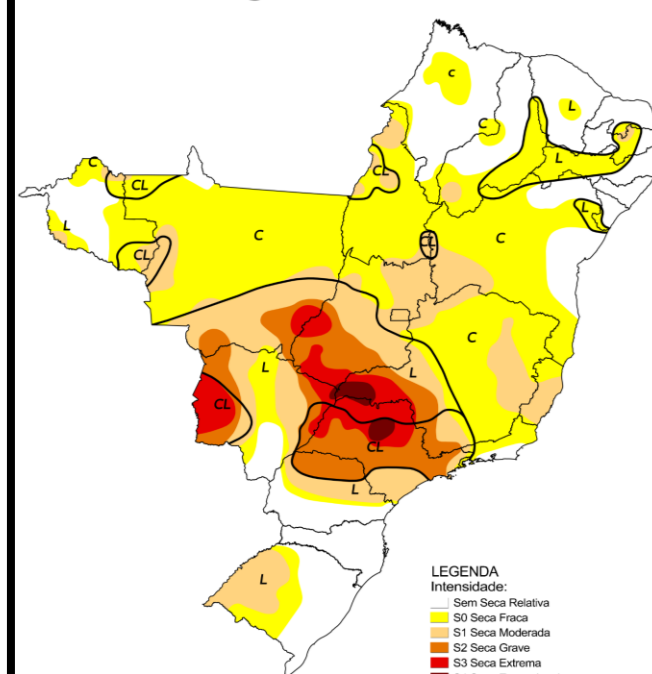 C
L
C
L
C
CL
CL
L
L
C
C
CL
CL
L
L
C
CL
CL
L
L
LEGENDA
Intensidade:
Sem Seca Relativa
S0 Seca Fraca
S1 Seca Moderada
S2 Seca Grave
S3 Seca Extrema